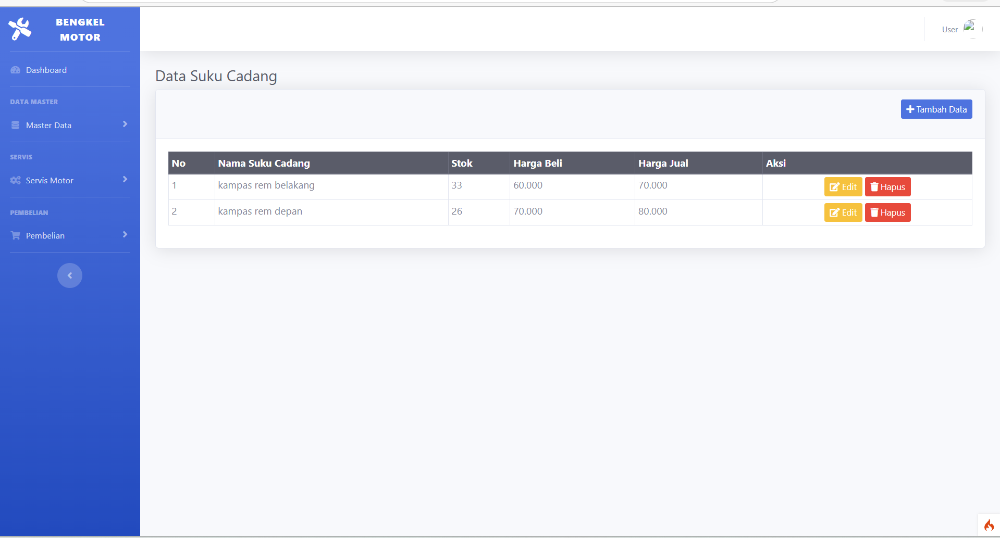 BENGKEL
MOTOR
User
Dashboard
DATA MASTER
Master Data
SERVIS
Servis Motor
PEMBELIAN
Pembelian
Data Suku Cadang
Tambah Data
No Nama Suku Cadang Stok Harga Beli Harga Jual Aksi
1 kampas rem belakang 33 60.000 70.000 Edit Hapus
2 kampas rem depan 26 70.000 80.000 Edit Hapus